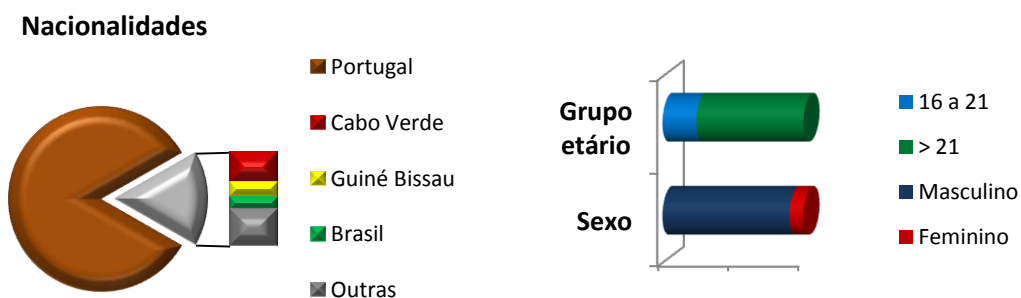 Nacionalidades
Portugal
Cabo Verde
Guiné Bissau
Brasil
Outras
Grupo
etário
Sexo
16 a 21
> 21
Masculino
Feminino